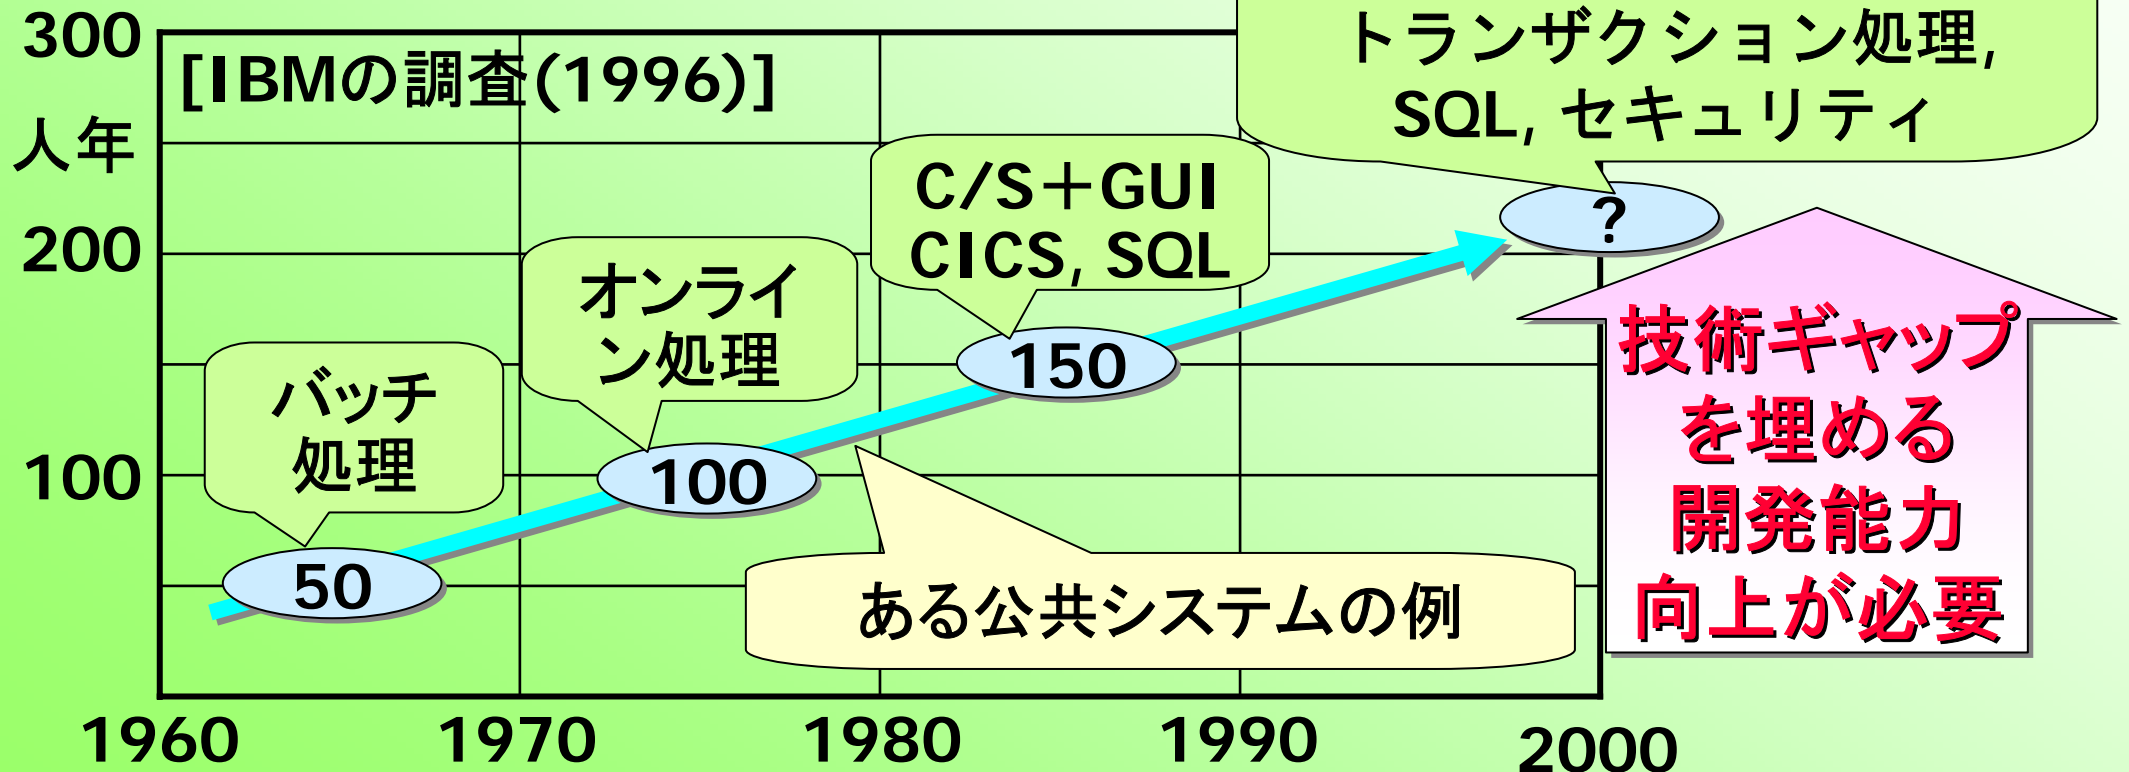 300
[IBMの調査(1996)]
トランザクション処理,
SQL, セキュリティ
人年
C/S＋GUI
CICS, SQL
?
200
オンライ
ン処理
150
技術ギャップ
を埋める
開発能力
向上が必要
バッチ
処理
100
100
50
ある公共システムの例
1960
1970
1980
1990
2000